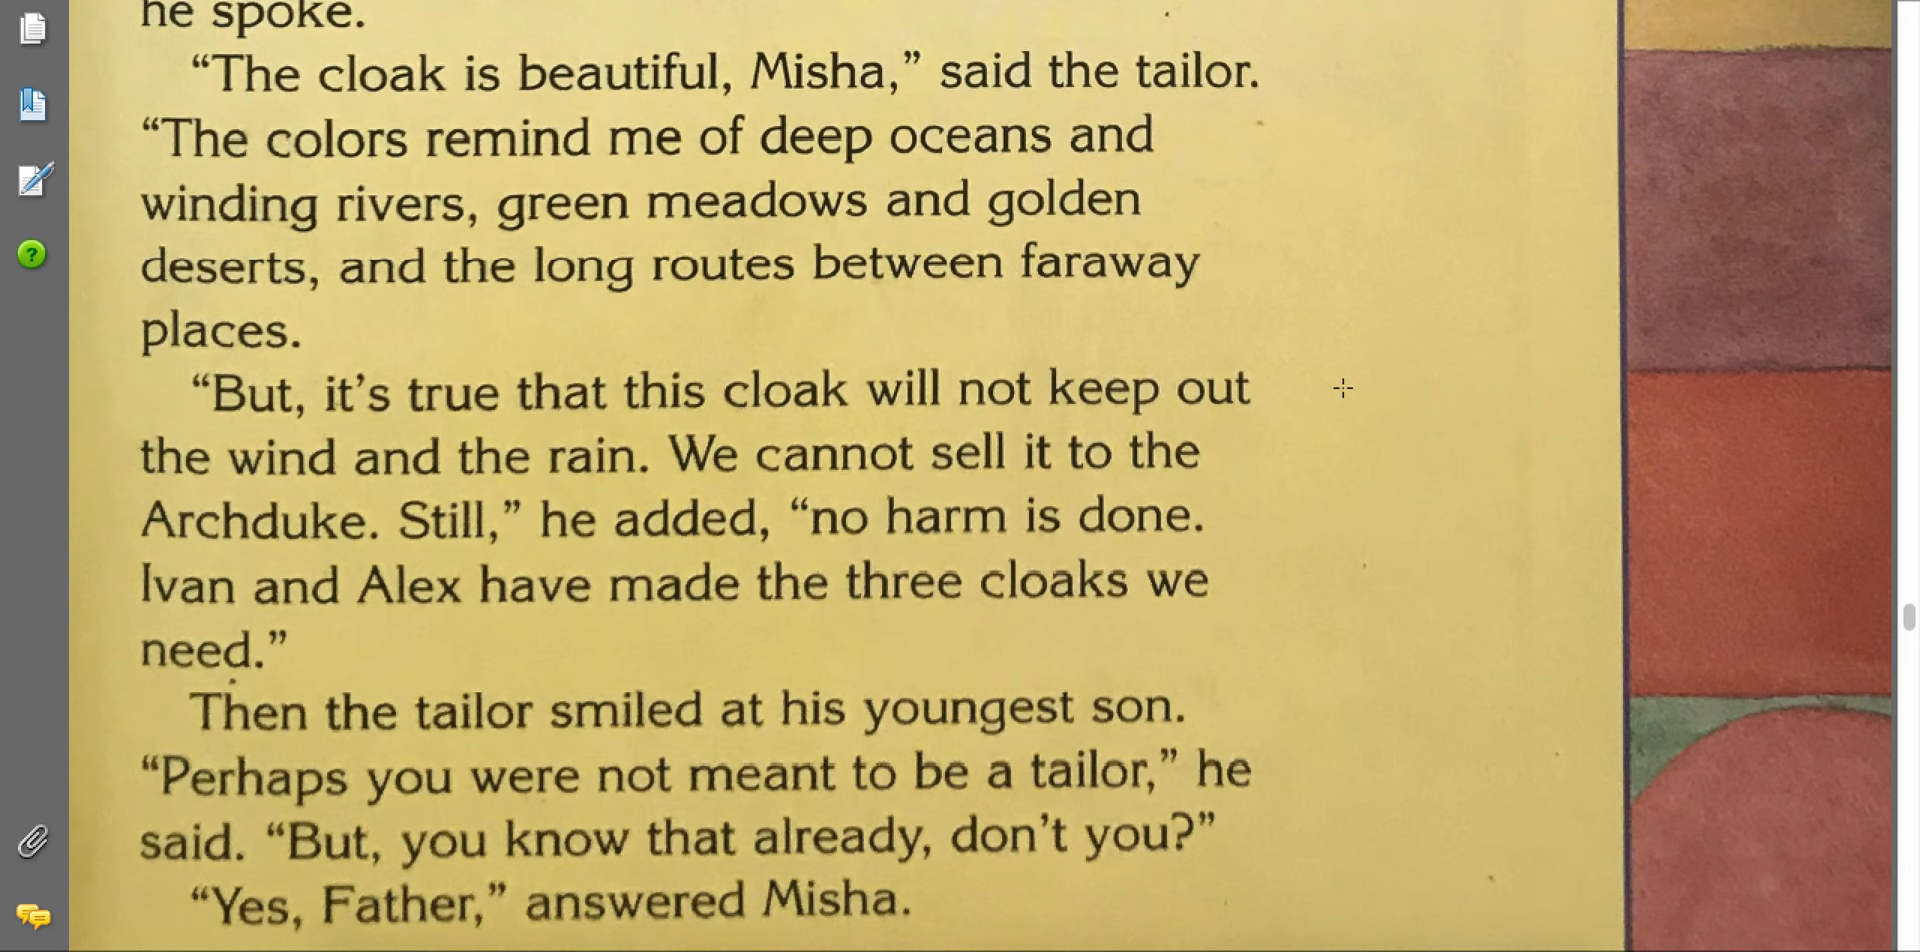 he spoke.
“The cloak is beautiful, Misha,” said the tailor.
“The colors remind me of deep oceans and
winding rivers, green meadows and golden
deserts, and the long routes between faraway
places.
“But, it’s true that this cloak will not keep out
the wind and the rain. We cannot sell it to the
Archduke. Still,” he added, “no harm is done.
Ivan and Alex have made the three cloaks we
need.”
Then the tailor smiled at his youngest son.
“Perhaps you were not meant to be a tailor,” he
said. “But, you know that already, don’t you?”
“Yes, Father,” answered Misha.